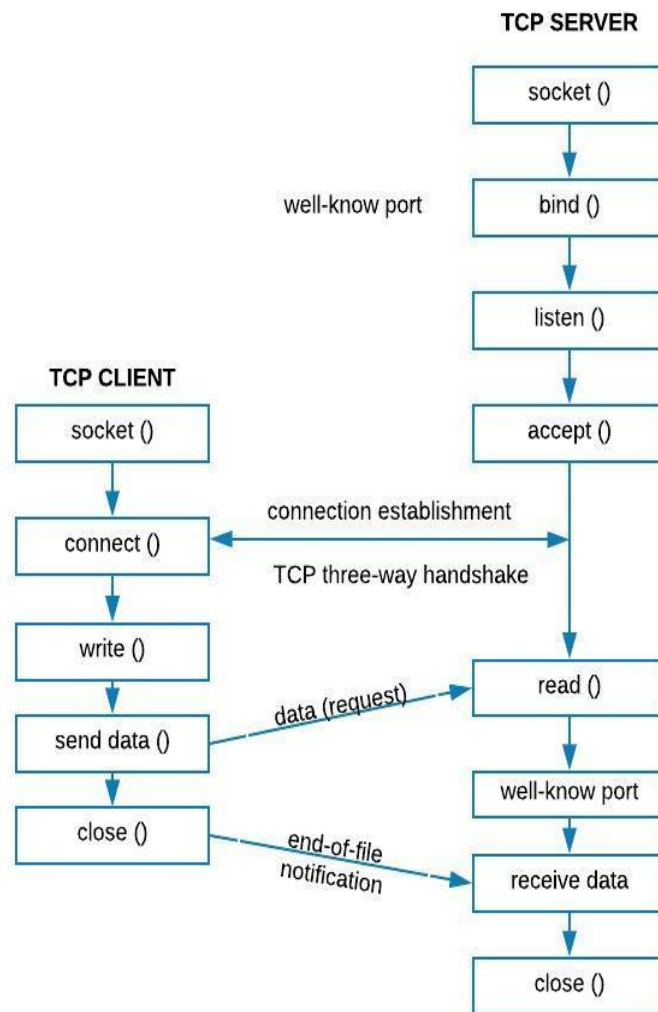 TCP SERVER
socket ()
well-know port
bind ()
listen ()
TCP CLIENT
socket ()
accept ()
connection establishment
connect ()
TCP three-way handshake
write ()
read ()
data (request)
send data ()
well-know port
close ()
end-of-file
notification
receive data
close ()